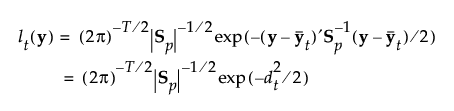 l_t(y) = (2π)^{−T/2}|S_p|^{−1/2} exp(−(y − ȳ_t)′S_p^{−1}(y − ȳ_t)/2)
= (2π)^{−T/2}|S_p|^{−1/2} exp(−d_t^2/2)